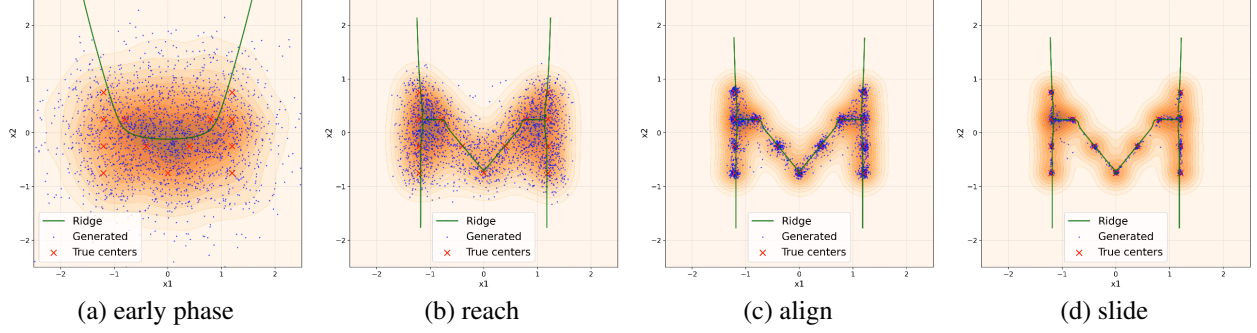 2
1
0
−1
−2
x2
Ridge
Generated
True centers
−2
−1
0
1
2
x1
(a) early phase
2
1
0
−1
−2
x2
Ridge
Generated
True centers
−2
−1
0
1
2
x1
(b) reach
2
1
0
−1
−2
x2
Ridge
Generated
True centers
−2
−1
0
1
2
x1
(c) align
2
1
0
−1
−2
x2
Ridge
Generated
True centers
−2
−1
0
1
2
x1
(d) slide